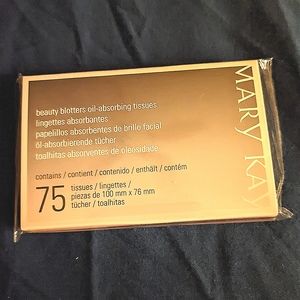 beauty blotters oil-absorbing tissues
lingettes absorbantes
papelillos absorbentes de brillo facial
öl-absorbierende tücher
toalhitas absorventes de oleosidade
contains / contient / contenido / enthält / contém
75 tissues / lingettes /
piezas de 100 mm x 76 mm
tücher / toalhitas
MARY KAY